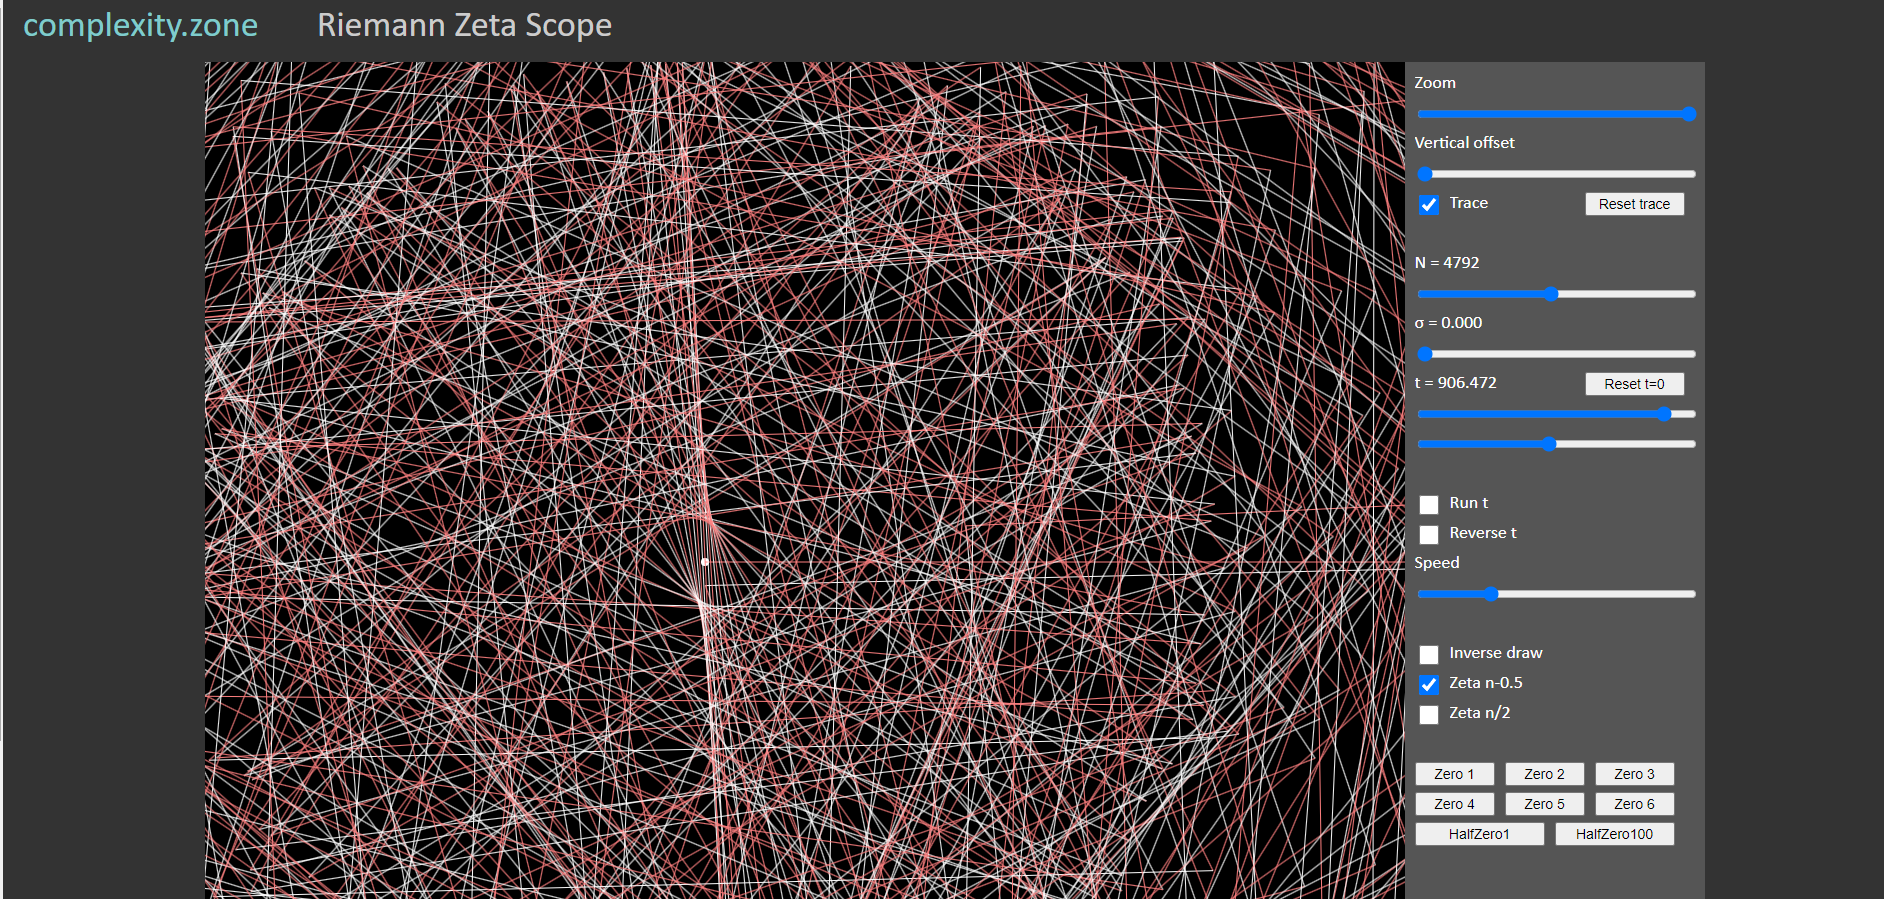 complexity.zone Riemann Zeta Scope
Zoom
Vertical offset
Trace Reset trace
N = 4792
σ = 0.000
t = 906.472 Reset t=0
Run t
Reverse t
Speed
Inverse draw
Zeta n-0.5
Zeta n/2
Zero 1 Zero 2 Zero 3
Zero 4 Zero 5 Zero 6
HalfZero1 HalfZero100